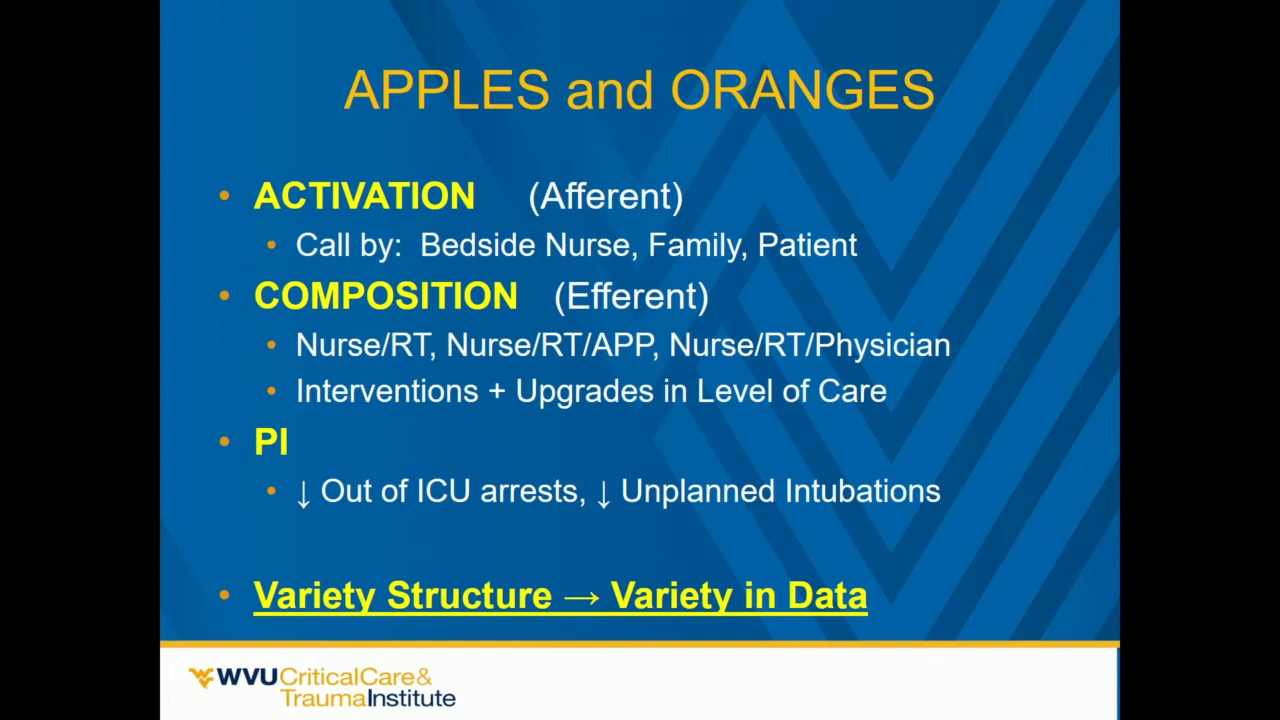 APPLES and ORANGES
• ACTIVATION (Afferent)
• Call by: Bedside Nurse, Family, Patient
• COMPOSITION (Efferent)
• Nurse/RT, Nurse/RT/APP, Nurse/RT/Physician
• Interventions + Upgrades in Level of Care
• PI
• ↓ Out of ICU arrests, ↓ Unplanned Intubations
• Variety Structure → Variety in Data
WVU CriticalCare&
TraumaInstitute